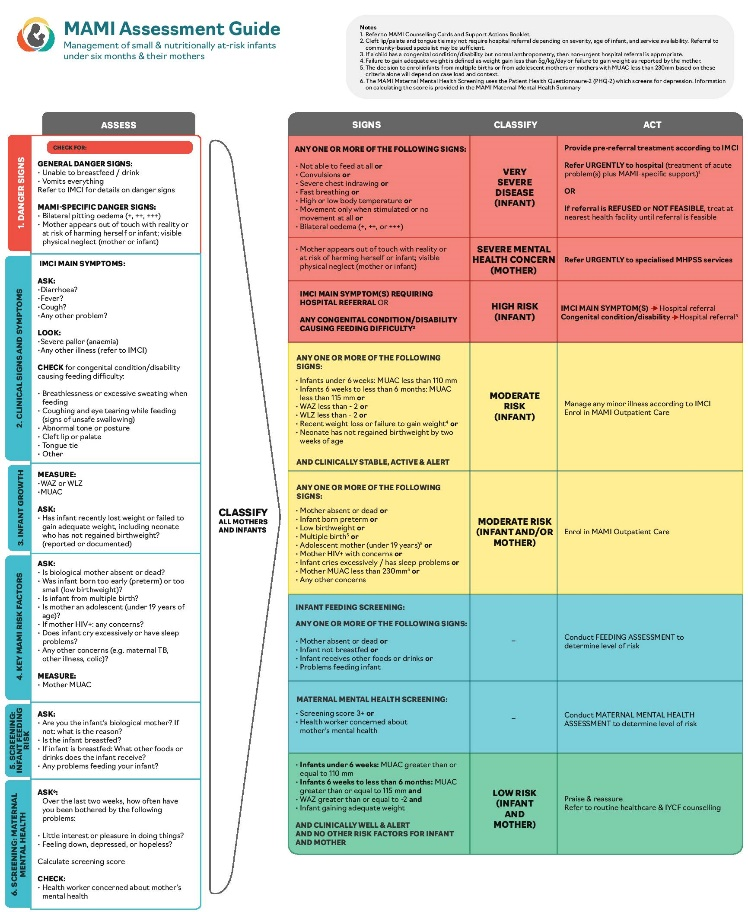 MAMI Assessment Guide
Management of small & nutritionally at-risk infants
under six months & their mothers
Notes
1. Refer to MAMI Counselling Cards and Support Actions Booklet.
2. Cleft lip/palate and tongue tie may not require hospital referral depending on severity, age of infant, and service availability. Referral to
community-based specialist may be sufficient.
3. If a child has a congenital condition/disability but normal anthropometry, then non-urgent hospital referral is appropriate.
4. Failure to gain adequate weight is defined as weight gain less than 5g/kg/day or failure to gain weight as reported by the mother.
5. The decision to enrol infants from multiple births or from adolescent mothers or mothers with MUAC less than 230mm based on these
criteria alone will depend on case load and context.
6. The MAMI Maternal Mental Health Screening uses the Patient Health Questionnaure-2 (PHQ-2) which screens for depression. Information
on calculating the score is provided in the MAMI Maternal Mental Health Summary
ASSESS
1. DANGER SIGNS
CHECK FOR:
GENERAL DANGER SIGNS:
• Unable to breastfeed / drink
• Vomits everything
Refer to IMCI for details on danger signs
MAMI-SPECIFIC DANGER SIGNS:
• Bilateral pitting oedema (+, ++, +++)
• Mother appears out of touch with reality or
at risk of harming herself or infant; visible
physical neglect (mother or infant)
2. CLINICAL SIGNS AND SYMPTOMS
IMCI MAIN SYMPTOMS:
ASK:
•Diarrhoea?
•Fever?
•Cough?
•Any other problem?
LOOK:
•Severe pallor (anaemia)
•Any other illness (refer to IMCI)
CHECK for congenital condition/disability
causing feeding difficulty:
• Breathlessness or excessive sweating when
feeding
• Coughing and eye tearing while feeding
(signs of unsafe swallowing)
• Abnormal tone or posture
• Cleft lip or palate
• Tongue tie
• Other
3. INFANT GROWTH
MEASURE:
•WAZ or WLZ
•MUAC
ASK:
• Has infant recently lost weight or failed to
gain adequate weight, including neonate
who has not regained birthweight?
(reported or documented)
4. KEY MAMI RISK FACTORS
ASK:
• Is biological mother absent or dead?
• Was infant born too early (preterm) or too
small (low birthweight)?
• Is infant from multiple birth?
• Is mother an adolescent (under 19 years of
age)?
• If mother HIV+: any concerns?
• Does infant cry excessively or have sleep
problems?
• Any other concerns (e.g. maternal TB,
other illness, colic)?
MEASURE:
• Mother MUAC
5. SCREENING:
INFANT FEEDING
RISK
ASK:
• Are you the infant's biological mother? If
not: what is the reason?
• Is the infant breastfed?
• If infant is breastfed: What other foods or
drinks does the infant receive?
• Any problems feeding your infant?
6. SCREENING: MATERNAL
MENTAL HEALTH
ASK⁶:
Over the last two weeks, how often have
you been bothered by the following
problems:
• Little interest or pleasure in doing things?
• Feeling down, depressed, or hopeless?
Calculate screening score
CHECK:
• Health worker concerned about mother's
mental health
CLASSIFY
ALL MOTHERS
AND INFANTS
SIGNS CLASSIFY ACT
ANY ONE OR MORE OF THE FOLLOWING SIGNS:
• Not able to feed at all or
• Convulsions or
• Severe chest indrawing or
• Fast breathing or
• High or low body temperature or
• Movement only when stimulated or no
movement at all or
• Bilateral oedema (+, ++, or +++)
VERY
SEVERE
DISEASE
(INFANT)
Provide pre-referral treatment according to IMCI
Refer URGENTLY to hospital (treatment of acute
problem(s) plus MAMI-specific support)¹
OR
If referral is REFUSED or NOT FEASIBLE, treat at
nearest health facility until referral is feasible
• Mother appears out of touch with reality or
at risk of harming herself or infant; visible
physical neglect (mother or infant)
SEVERE MENTAL
HEALTH CONCERN
(MOTHER)
Refer URGENTLY to specialised MHPSS services
IMCI MAIN SYMPTOM(S) REQUIRING
HOSPITAL REFERRAL OR
ANY CONGENITAL CONDITION/DISABILITY
CAUSING FEEDING DIFFICULTY²
HIGH RISK
(INFANT)
IMCI MAIN SYMPTOM(S) → Hospital referral
Congenital condition/disability → Hospital referral³
ANY ONE OR MORE OF THE FOLLOWING
SIGNS:
• Infants under 6 weeks: MUAC less than 110 mm
• Infants 6 weeks to less than 6 months: MUAC
less than 115 mm or
• WAZ less than - 2 or
• WLZ less than - 2 or
• Recent weight loss or failure to gain weight⁴ or
• Neonate has not regained birthweight by two
weeks of age
AND CLINICALLY STABLE, ACTIVE & ALERT
MODERATE
RISK
(INFANT)
Manage any minor illness according to IMCI
Enrol in MAMI Outpatient Care
ANY ONE OR MORE OF THE FOLLOWING
SIGNS:
• Mother absent or dead or
• Infant born preterm or
• Low birthweight or
• Multiple birth⁵ or
• Adolescent mother (under 19 years)⁵ or
• Mother HIV+ with concerns or
• Infant cries excessively / has sleep problems or
• Mother MUAC less than 230mm⁵ or
• Any other concerns
MODERATE RISK
(INFANT AND/OR
MOTHER)
Enrol in MAMI Outpatient Care
INFANT FEEDING SCREENING:
ANY ONE OR MORE OF THE FOLLOWING SIGNS:
• Mother absent or dead or
• Infant not breastfed or
• Infant receives other foods or drinks or
• Problems feeding infant
–
Conduct FEEDING ASSESSMENT to
determine level of risk
MATERNAL MENTAL HEALTH SCREENING:
• Screening score 3+ or
• Health worker concerned about
mother's mental health
–
Conduct MATERNAL MENTAL HEALTH
ASSESSMENT to determine level of risk
• Infants under 6 weeks: MUAC greater than or
equal to 110 mm
• Infants 6 weeks to less than 6 months: MUAC
greater than or equal to 115 mm and
• WAZ greater than or equal to -2 and
• Infant gaining adequate weight
AND CLINICALLY WELL & ALERT
AND NO OTHER RISK FACTORS FOR INFANT
AND MOTHER
LOW RISK
(INFANT
AND
MOTHER)
Praise & reassure
Refer to routine healthcare & IYCF counselling